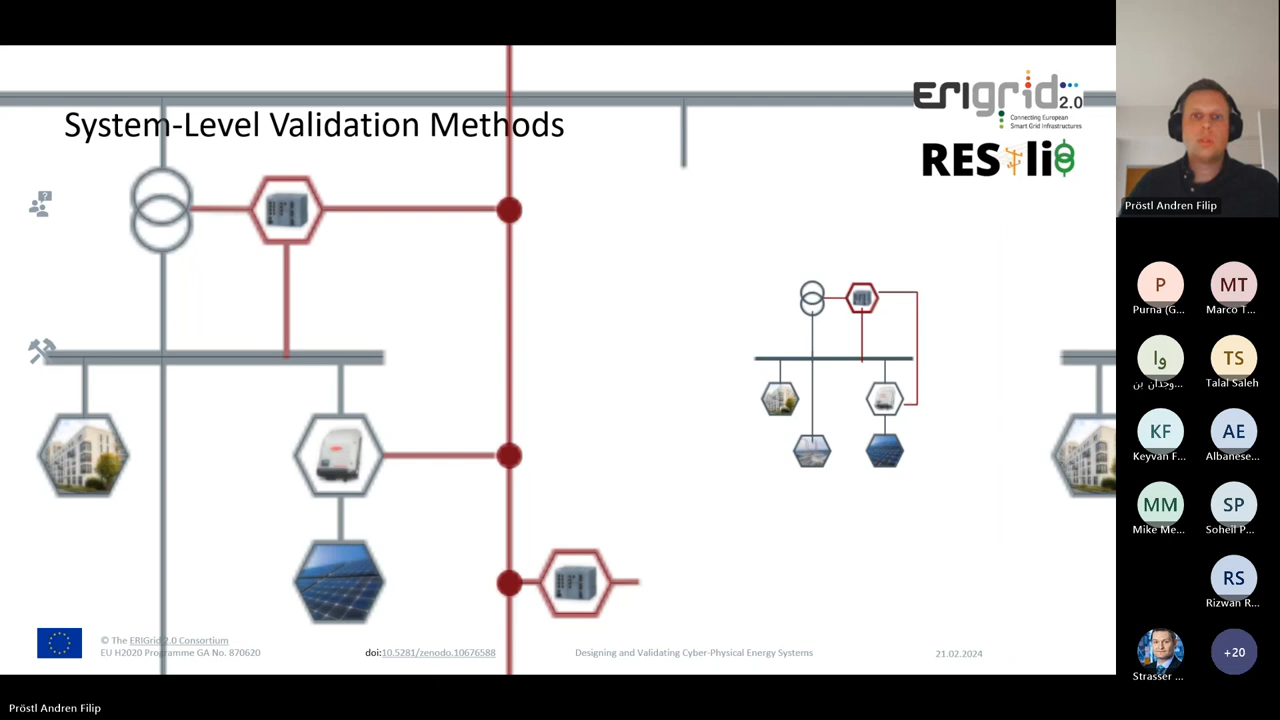 System-Level Validation Methods
ERIgrid 2.0
Connecting European
Smart Grid Infrastructures
RESili8
© The ERIGrid 2.0 Consortium
EU H2020 Programme GA No. 870620
doi:10.5281/zenodo.10676588
Designing and Validating Cyber-Physical Energy Systems
21.02.2024
Pröstl Andren Filip
P
MT
Purna (G...
Marco T...
وا
TS
وجدان بن...
Talal Saleh
KF
AE
Keyvan F...
Albanese...
MM
SP
Mike Me...
Soheil P...
RS
Rizwan R...
+20
Strasser ...
Pröstl Andren Filip